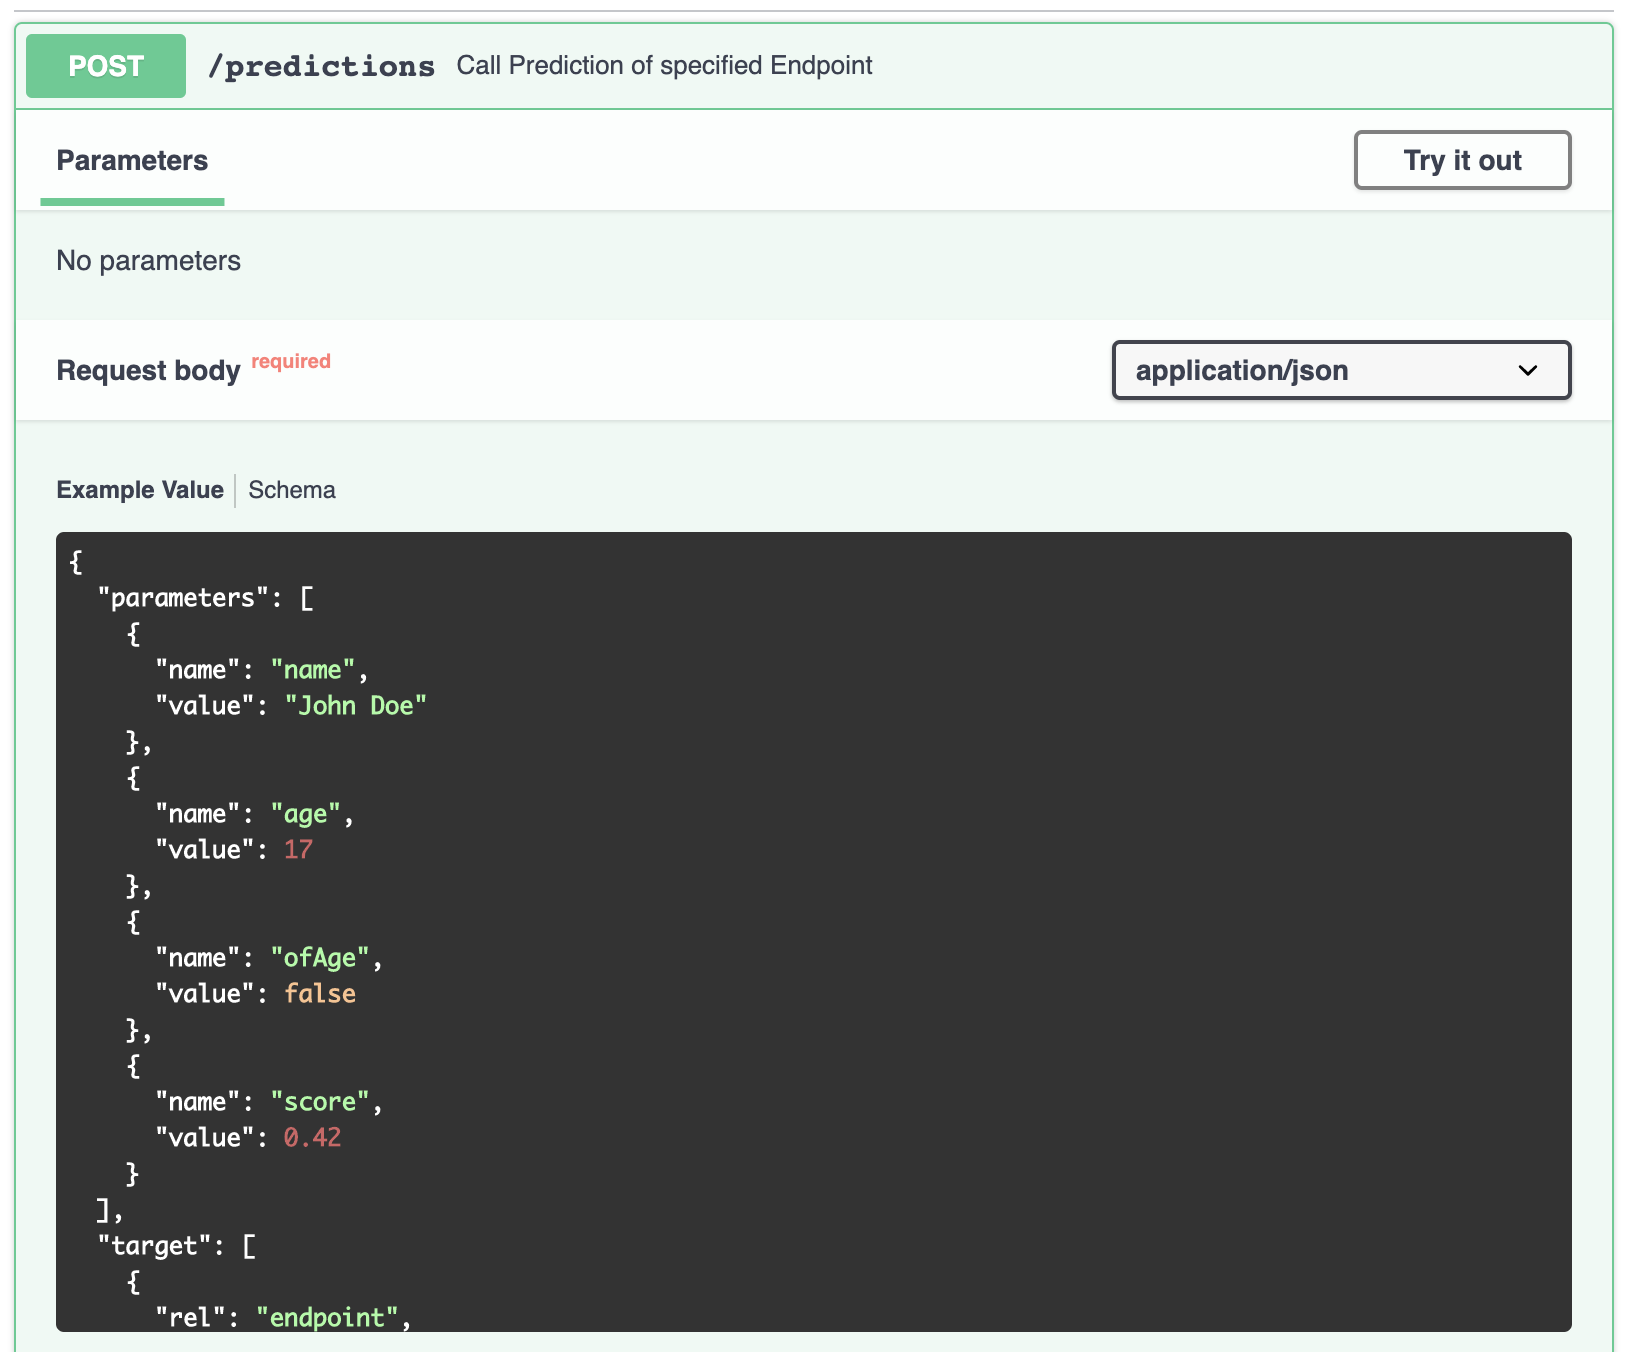 POST /predictions Call Prediction of specified Endpoint
Parameters Try it out
No parameters
Request body required application/json
Example Value Schema
{
  "parameters": [
    {
      "name": "name",
      "value": "John Doe"
    },
    {
      "name": "age",
      "value": 17
    },
    {
      "name": "ofAge",
      "value": false
    },
    {
      "name": "score",
      "value": 0.42
    }
  ],
  "target": [
    {
      "rel": "endpoint",